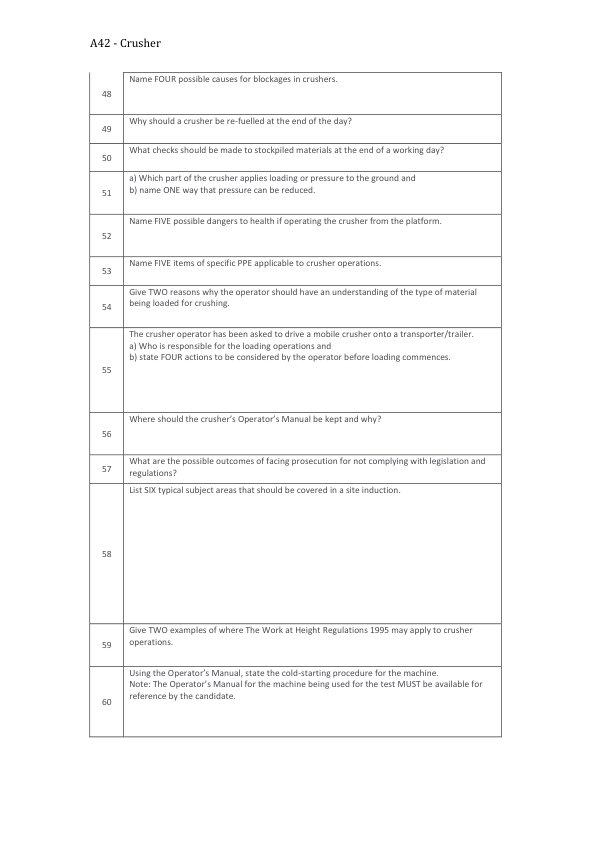 A42 - Crusher
48
Name FOUR possible causes for blockages in crushers.
49
Why should a crusher be re-fuelled at the end of the day?
50
What checks should be made to stockpiled materials at the end of a working day?
51
a) Which part of the crusher applies loading or pressure to the ground and
b) name ONE way that pressure can be reduced.
52
Name FIVE possible dangers to health if operating the crusher from the platform.
53
Name FIVE items of specific PPE applicable to crusher operations.
54
Give TWO reasons why the operator should have an understanding of the type of material
being loaded for crushing.
55
The crusher operator has been asked to drive a mobile crusher onto a transporter/trailer.
a) Who is responsible for the loading operations and
b) state FOUR actions to be considered by the operator before loading commences.
56
Where should the crusher’s Operator’s Manual be kept and why?
57
What are the possible outcomes of facing prosecution for not complying with legislation and
regulations?
58
List SIX typical subject areas that should be covered in a site induction.
59
Give TWO examples of where The Work at Height Regulations 1995 may apply to crusher
operations.
60
Using the Operator’s Manual, state the cold-starting procedure for the machine.
Note: The Operator’s Manual for the machine being used for the test MUST be available for
reference by the candidate.